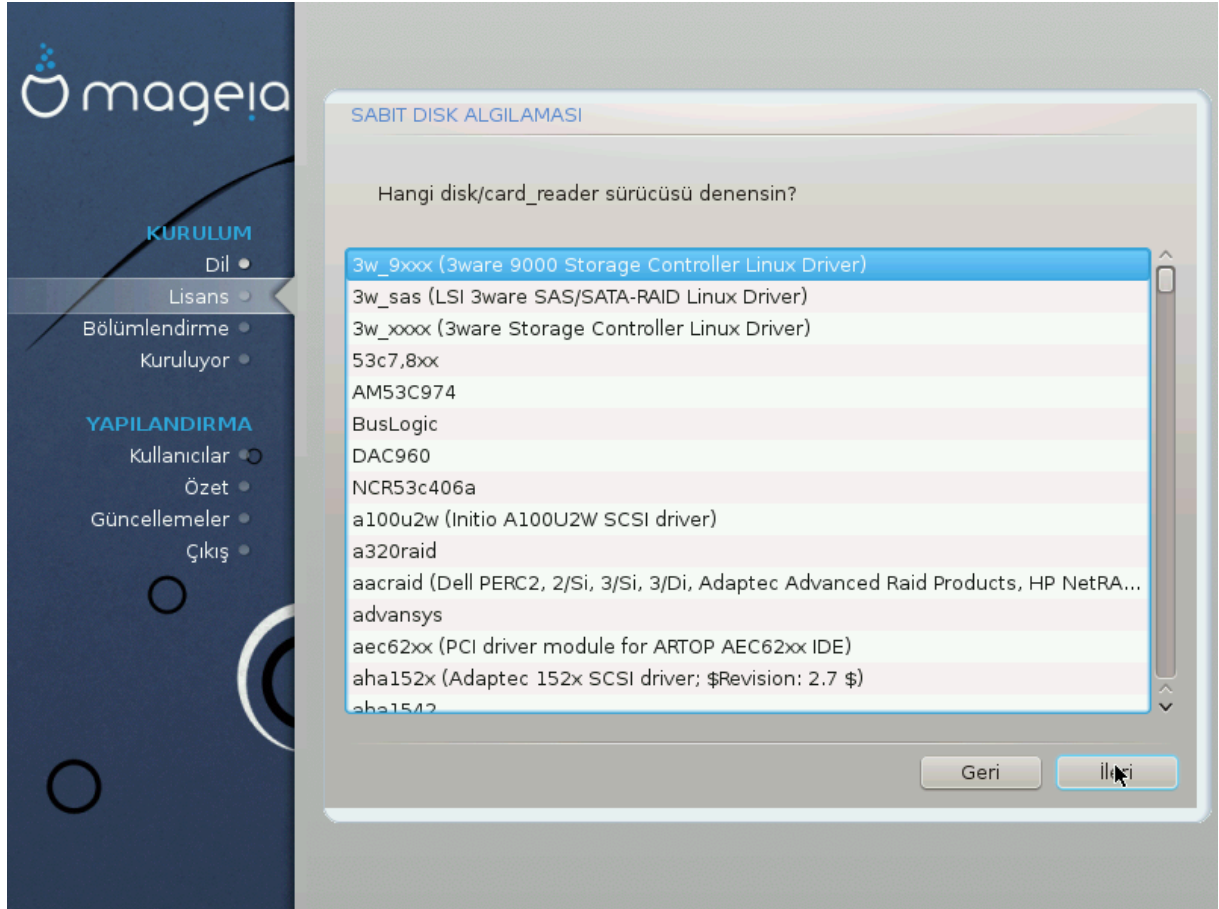 mageia
KURULUM
Dil
Lisans
Bölümlendirme
Kuruluyor
YAPILANDIRMA
Kullanıcılar
Özet
Güncellemeler
Çıkış
SABIT DISK ALGILAMASI
Hangi disk/card_reader sürücüsü denensin?
3w_9xxx (3ware 9000 Storage Controller Linux Driver)
3w_sas (LSI 3ware SAS/SATA-RAID Linux Driver)
3w_xxxx (3ware Storage Controller Linux Driver)
53c7,8xx
AM53C974
BusLogic
DAC960
NCR53c406a
a100u2w (Initio A100U2W SCSI driver)
a320raid
aacraid (Dell PERC2, 2/Si, 3/Si, 3/Di, Adaptec Advanced Raid Products, HP NetRA...
advansys
aec62xx (PCI driver module for ARTOP AEC62xx IDE)
aha152x (Adaptec 152x SCSI driver; $Revision: 2.7 $)
aha1542
Geri
İleri